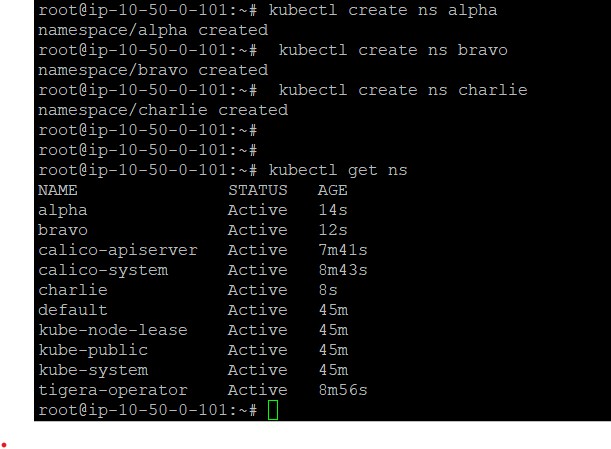 root@ip-10-50-0-101:~# kubectl create ns alpha
namespace/alpha created
root@ip-10-50-0-101:~#  kubectl create ns bravo
namespace/bravo created
root@ip-10-50-0-101:~#  kubectl create ns charlie
namespace/charlie created
root@ip-10-50-0-101:~#
root@ip-10-50-0-101:~#
root@ip-10-50-0-101:~# kubectl get ns
NAME               STATUS   AGE
alpha              Active   14s
bravo              Active   12s
calico-apiserver   Active   7m41s
calico-system      Active   8m43s
charlie            Active   8s
default            Active   45m
kube-node-lease    Active   45m
kube-public        Active   45m
kube-system        Active   45m
tigera-operator    Active   8m56s
root@ip-10-50-0-101:~#